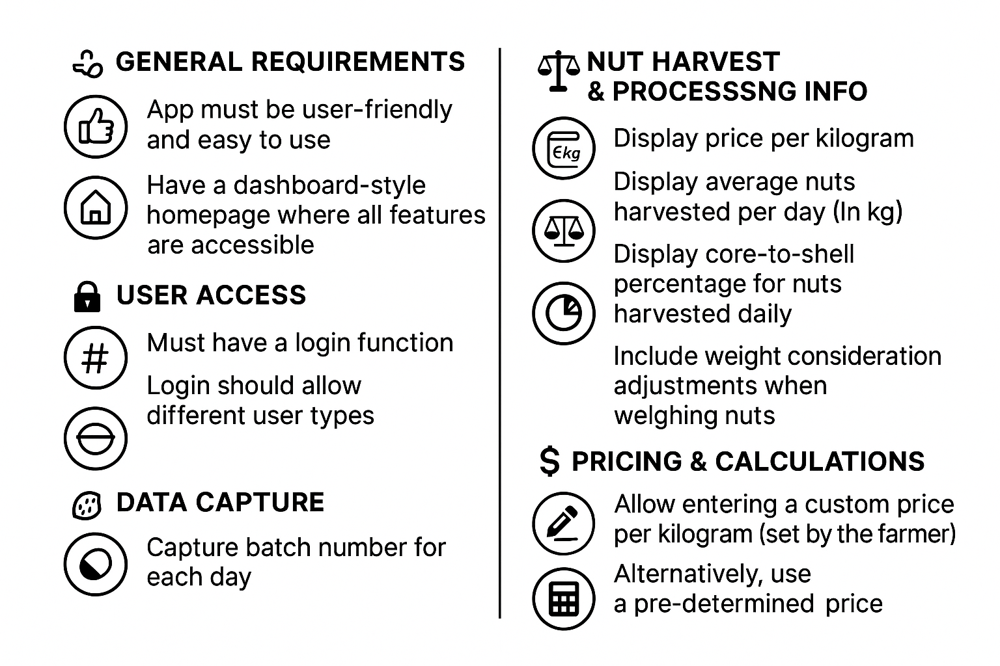 GENERAL REQUIREMENTS
App must be user-friendly
and easy to use
Have a dashboard-style
homepage where all features
are accessible
USER ACCESS
#
Must have a login function
Login should allow
different user types
DATA CAPTURE
Capture batch number for
each day
NUT HARVEST
& PROCESSSNG INFO
€kg
Display price per kilogram
Display average nuts
harvested per day (In kg)
Display core-to-shell
percentage for nuts
harvested daily
Include weight consideration
adjustments when
welghing nuts
$ PRICING & CALCULATIONS
Allow entering a custom price
per kilogram (set by the farmer)
Alternatively, use
a pre-determined price